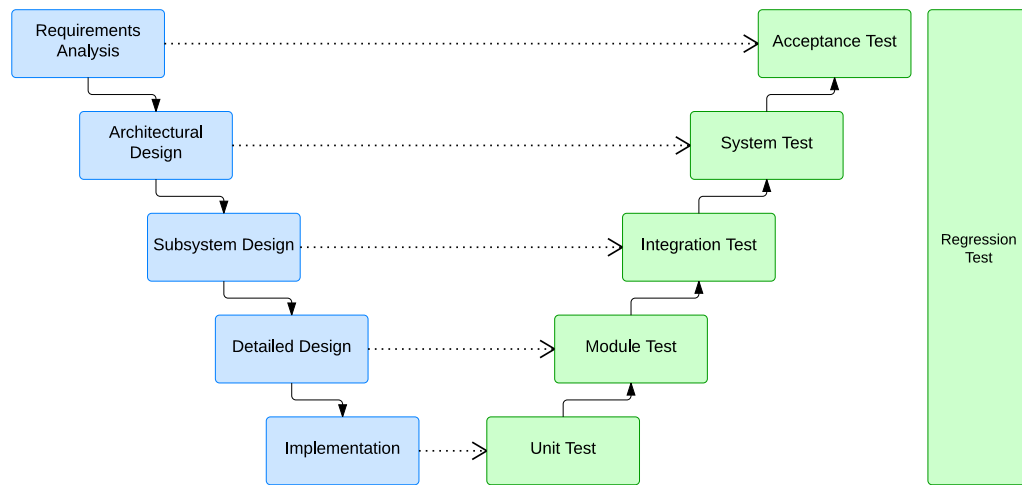 Requirements
Analysis
Acceptance Test
Architectural
Design
System Test
Subsystem Design
Integration Test
Regression
Test
Detailed Design
Module Test
Implementation
Unit Test